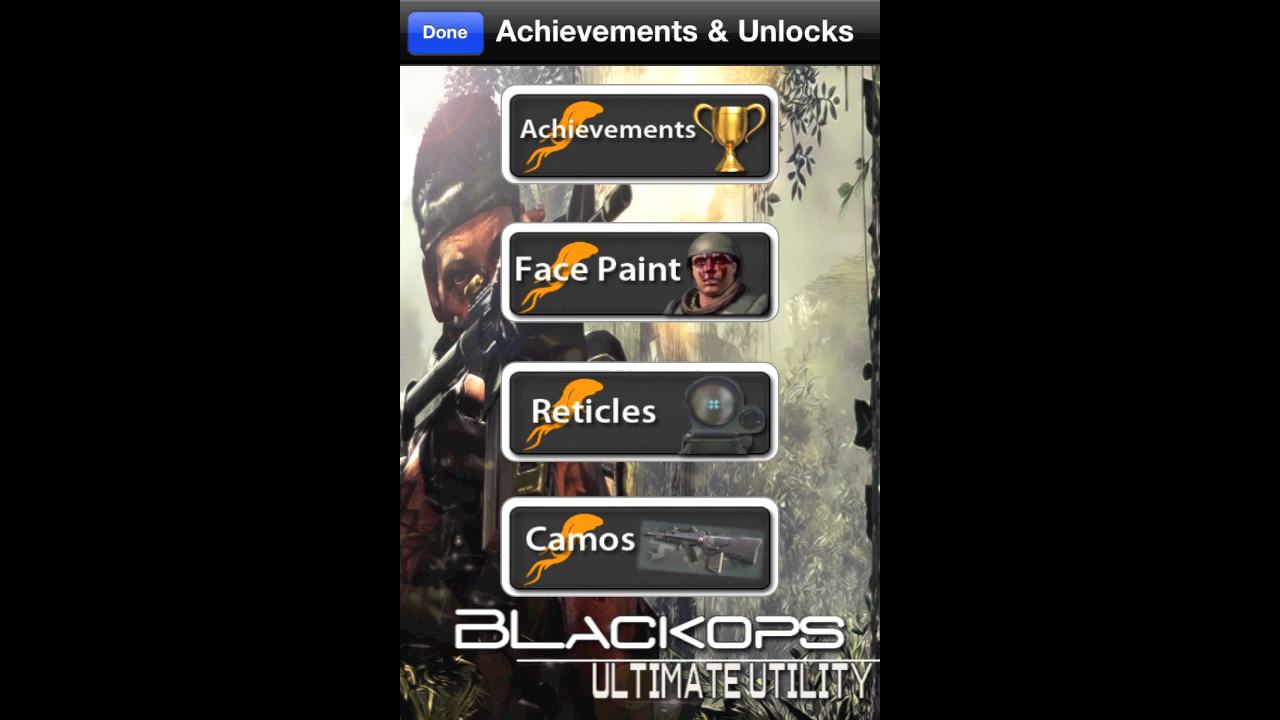 Done
Achievements & Unlocks
Achievements
Face Paint
Reticles
Camos
BLACKOPS
ULTIMATE UTILITY